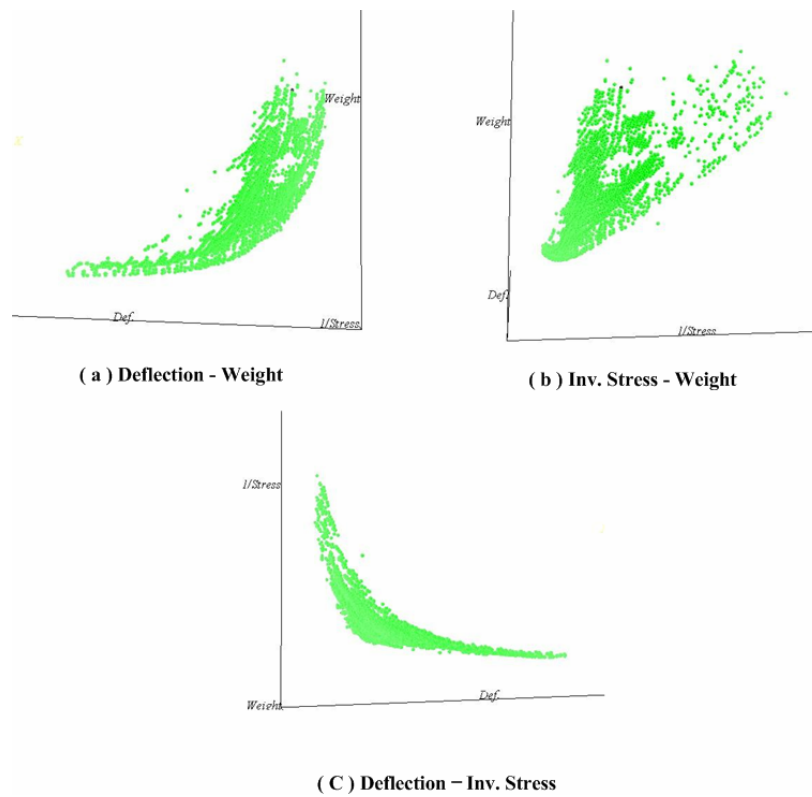 Weight
Def.
1/Stress
( a ) Deflection - Weight
Weight
Defl
1/Stress
( b ) Inv. Stress - Weight
1/Stress
Weight
Def.
( C ) Deflection – Inv. Stress